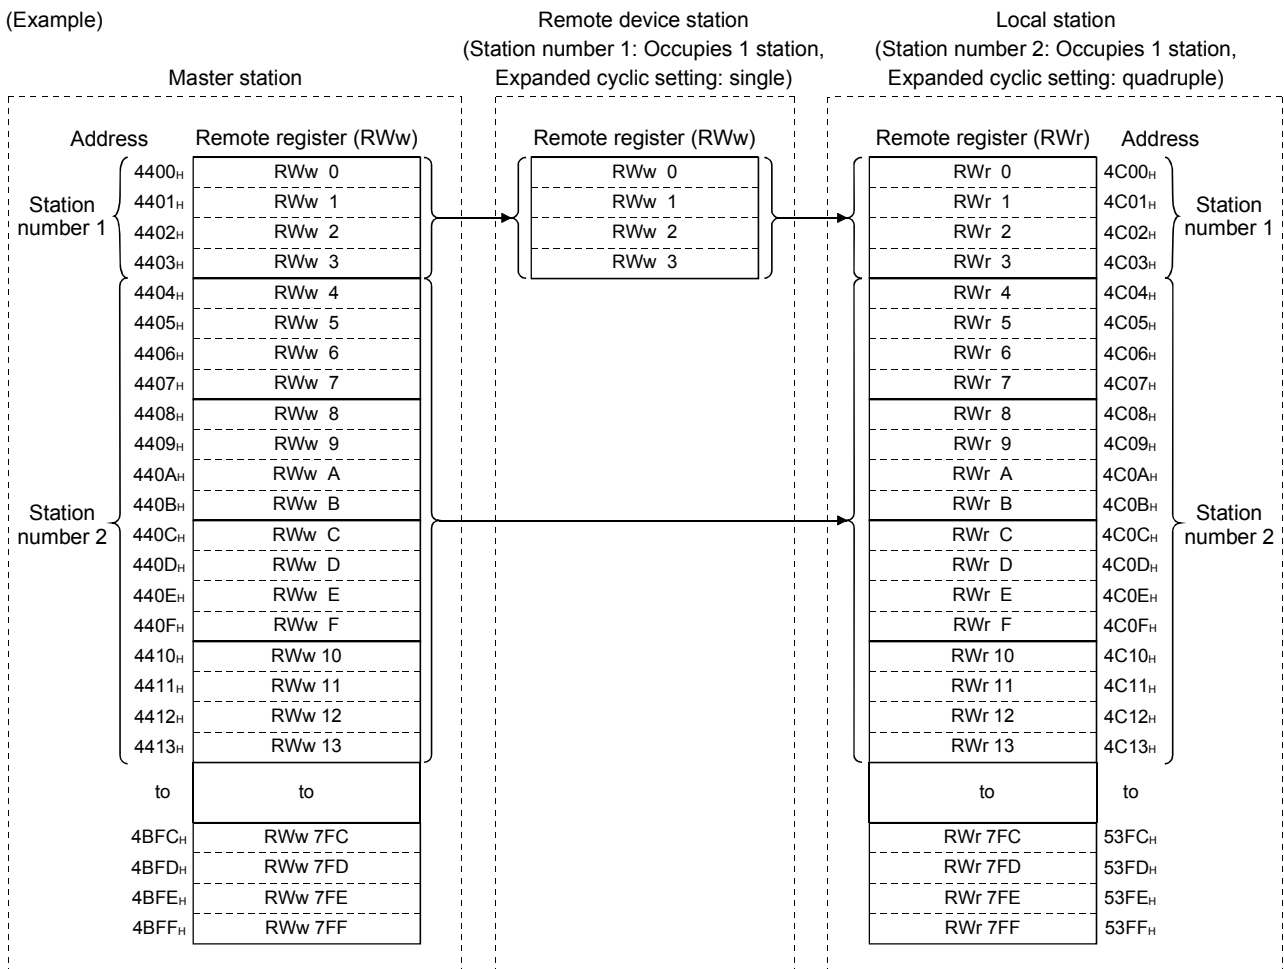 (Example)
Remote device station
Local station
(Station number 1: Occupies 1 station,
(Station number 2: Occupies 1 station,
Master station
Expanded cyclic setting: single)
Expanded cyclic setting: quadruple)
Address Remote register (RWw) Remote register (RWw) Remote register (RWr) Address
4400H RWw 0 RWw 0 RWr 0 4C00H
Station number 1
4401H RWw 1 RWw 1 RWr 1 4C01H
Station number 1
4402H RWw 2 RWw 2 RWr 2 4C02H
4403H RWw 3 RWw 3 RWr 3 4C03H
4404H RWw 4 RWr 4 4C04H
4405H RWw 5 RWr 5 4C05H
4406H RWw 6 RWr 6 4C06H
4407H RWw 7 RWr 7 4C07H
4408H RWw 8 RWr 8 4C08H
4409H RWw 9 RWr 9 4C09H
440AH RWw A RWr A 4C0AH
440BH RWw B RWr B 4C0BH
Station number 2
440CH RWw C RWr C 4C0CH
Station number 2
440DH RWw D RWr D 4C0DH
440EH RWw E RWr E 4C0EH
440FH RWw F RWr F 4C0FH
4410H RWw 10 RWr 10 4C10H
4411H RWw 11 RWr 11 4C11H
4412H RWw 12 RWr 12 4C12H
4413H RWw 13 RWr 13 4C13H
to to to to
4BFCH RWw 7FC RWr 7FC 53FCH
4BFDH RWw 7FD RWr 7FD 53FDH
4BFEH RWw 7FE RWr 7FE 53FEH
4BFFH RWw 7FF RWr 7FF 53FFH